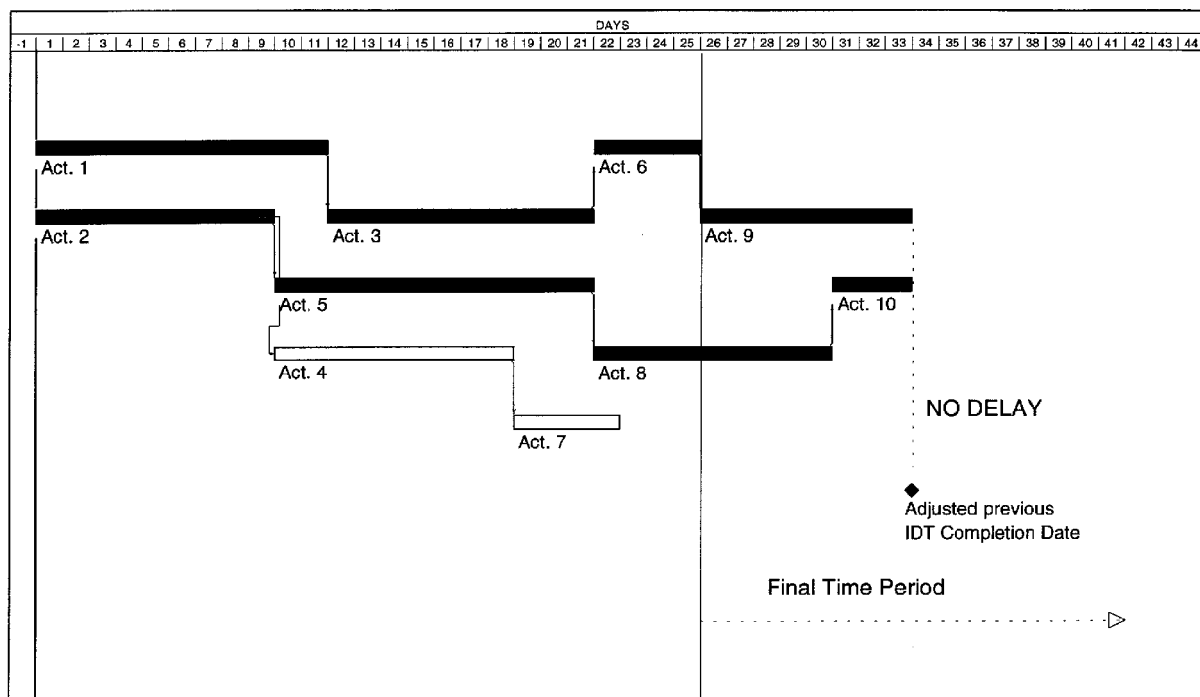 DAYS
-1 1 2 3 4 5 6 7 8 9 10 11 12 13 14 15 16 17 18 19 20 21 22 23 24 25 26 27 28 29 30 31 32 33 34 35 36 37 38 39 40 41 42 43 44
Act. 1
Act. 6
Act. 2
Act. 3
Act. 9
Act. 5
Act. 10
Act. 4
Act. 8
Act. 7
NO DELAY
Adjusted previous
IDT Completion Date
Final Time Period